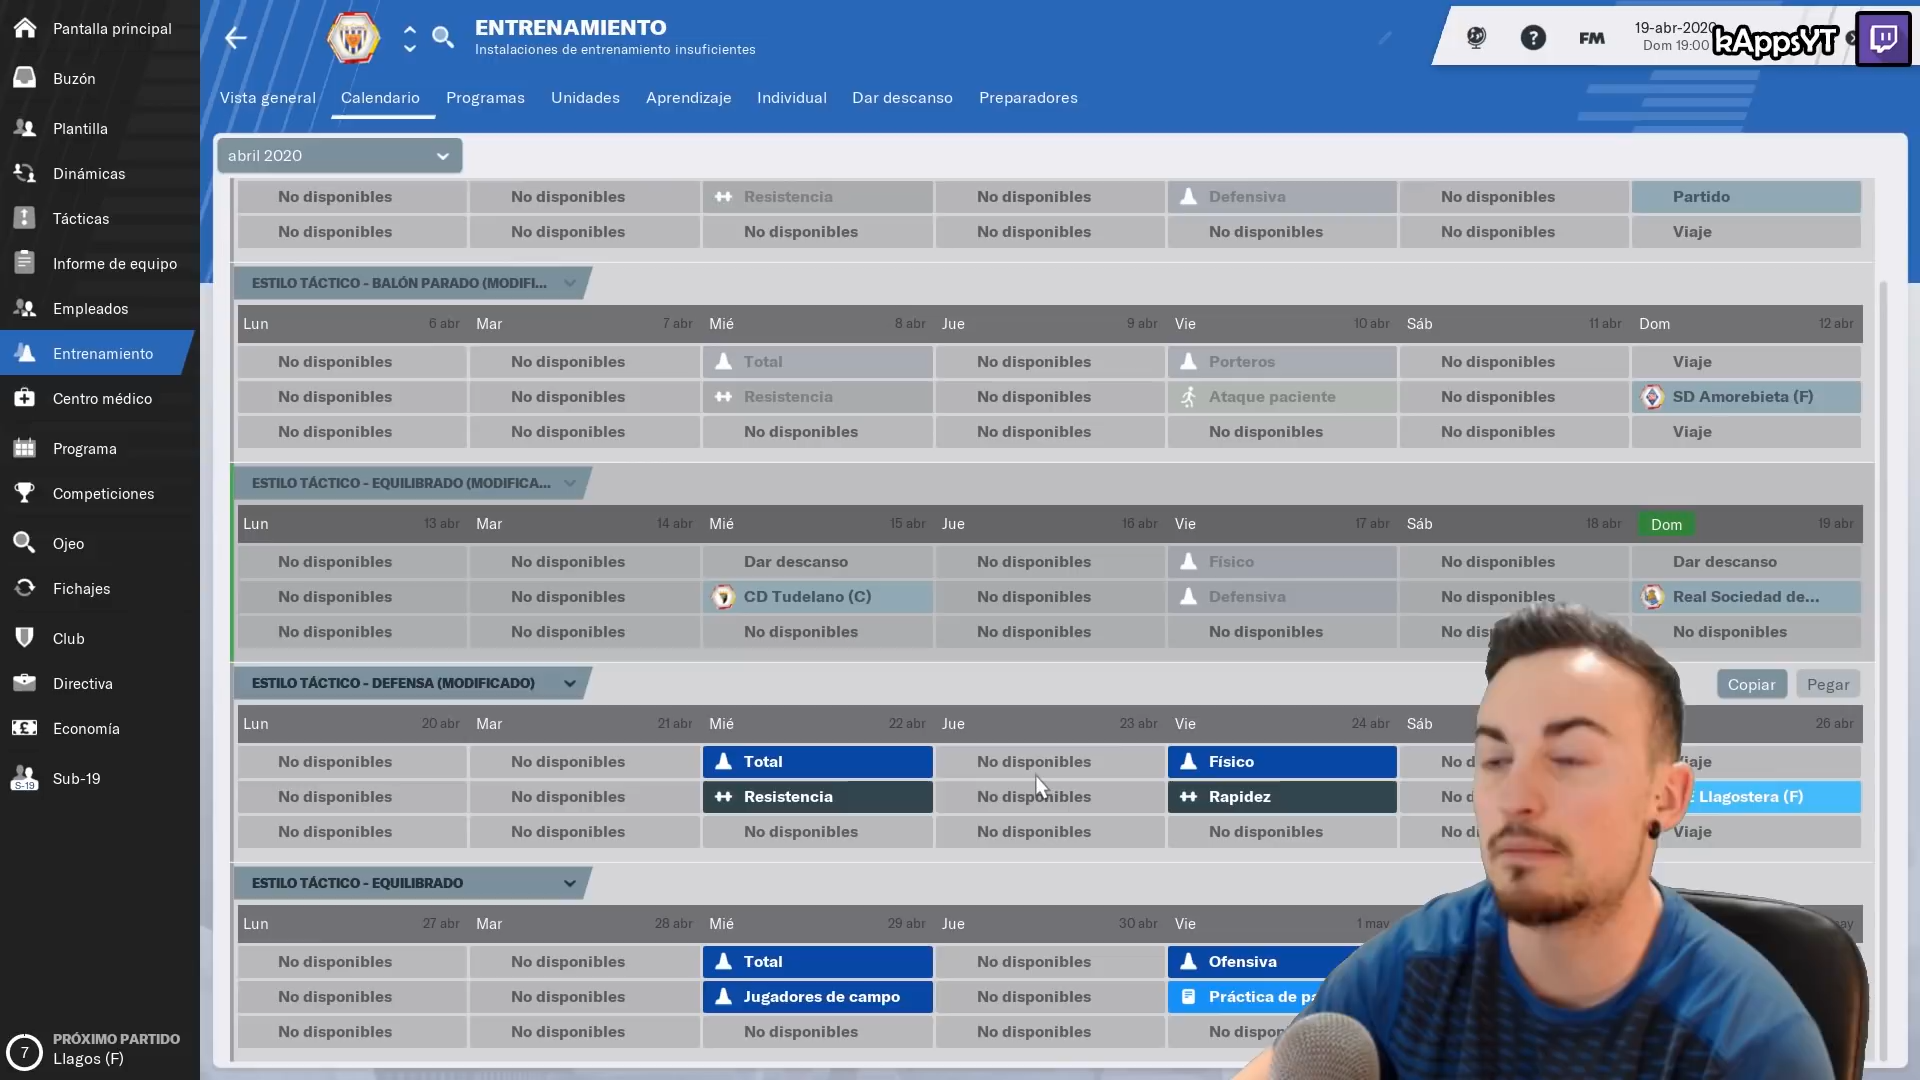 Pantalla principal
Buzón
Plantilla
Dinámicas
Tácticas
Informe de equipo
Empleados
Entrenamiento
Centro médico
Programa
Competiciones
Ojeo
Fichajes
Club
Directiva
Economía
S-19 Sub-19
7 PRÓXIMO PARTIDO
Llagos (F)
ENTRENAMIENTO
Instalaciones de entrenamiento insuficientes
FM
19-abr-2020
Dom 19:00
kAppsYT
Vista general Calendario Programas Unidades Aprendizaje Individual Dar descanso Preparadores
abril 2020
No disponibles No disponibles Resistencia No disponibles Defensiva No disponibles Partido
No disponibles No disponibles No disponibles No disponibles No disponibles No disponibles Viaje
ESTILO TÁCTICO - BALÓN PARADO (MODIFI...
Lun 6 abr Mar 7 abr Mié 8 abr Jue 9 abr Vie 10 abr Sáb 11 abr Dom 12 abr
No disponibles No disponibles Total No disponibles Porteros No disponibles Viaje
No disponibles No disponibles Resistencia No disponibles Ataque paciente No disponibles SD Amorebieta (F)
No disponibles No disponibles No disponibles No disponibles No disponibles No disponibles Viaje
ESTILO TÁCTICO - EQUILIBRADO (MODIFICA...
Lun 13 abr Mar 14 abr Mié 15 abr Jue 16 abr Vie 17 abr Sáb 18 abr Dom 19 abr
No disponibles No disponibles Dar descanso No disponibles Físico No disponibles Dar descanso
No disponibles No disponibles CD Tudelano (C) No disponibles Defensiva No disponibles Real Sociedad de...
No disponibles No disponibles No disponibles No disponibles No disponibles No dis No disponibles
ESTILO TÁCTICO - DEFENSA (MODIFICADO) Copiar Pegar
Lun 20 abr Mar 21 abr Mié 22 abr Jue 23 abr Vie 24 abr Sáb 26 abr
No disponibles No disponibles Total No disponibles Físico No d iaje
No disponibles No disponibles Resistencia No disponibles Rapidez No d Llagostera (F)
No disponibles No disponibles No disponibles No disponibles No disponibles No d Viaje
ESTILO TÁCTICO - EQUILIBRADO
Lun 27 abr Mar 28 abr Mié 29 abr Jue 30 abr Vie 1 may ay
No disponibles No disponibles Total No disponibles Ofensiva
No disponibles No disponibles Jugadores de campo No disponibles Práctica de pa
No disponibles No disponibles No disponibles No disponibles No dispon